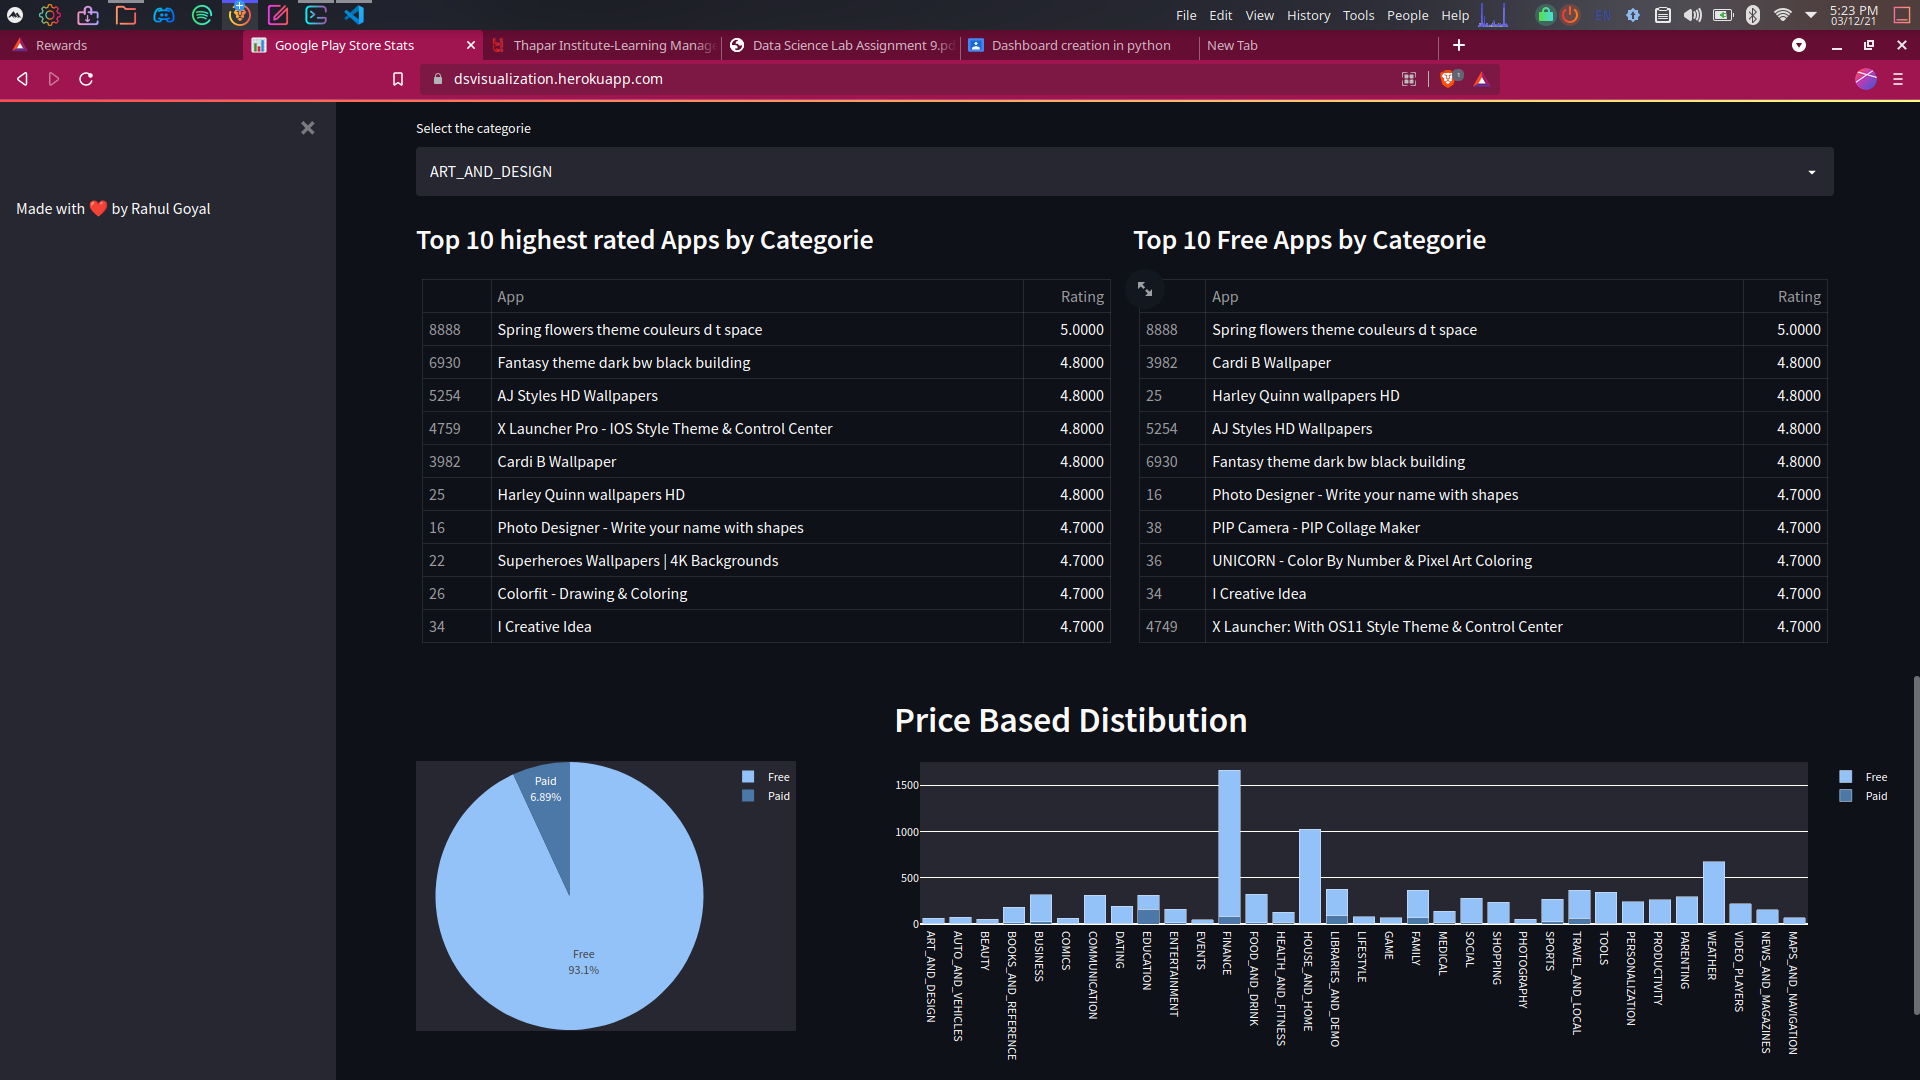 File Edit View History Tools People Help
EN
5:23 PM
03/12/21
Rewards
Google Play Store Stats
Thapar Institute-Learning Manag
Data Science Lab Assignment 9.pd
Dashboard creation in python
New Tab
dsvisualization.herokuapp.com
1
Made with ❤️ by Rahul Goyal
Select the categorie
ART_AND_DESIGN
Top 10 highest rated Apps by Categorie
App Rating
8888 Spring flowers theme couleurs d t space 5.0000
6930 Fantasy theme dark bw black building 4.8000
5254 AJ Styles HD Wallpapers 4.8000
4759 X Launcher Pro - IOS Style Theme & Control Center 4.8000
3982 Cardi B Wallpaper 4.8000
25 Harley Quinn wallpapers HD 4.8000
16 Photo Designer - Write your name with shapes 4.7000
22 Superheroes Wallpapers | 4K Backgrounds 4.7000
26 Colorfit - Drawing & Coloring 4.7000
34 I Creative Idea 4.7000
Top 10 Free Apps by Categorie
App Rating
8888 Spring flowers theme couleurs d t space 5.0000
3982 Cardi B Wallpaper 4.8000
25 Harley Quinn wallpapers HD 4.8000
5254 AJ Styles HD Wallpapers 4.8000
6930 Fantasy theme dark bw black building 4.8000
16 Photo Designer - Write your name with shapes 4.7000
38 PIP Camera - PIP Collage Maker 4.7000
36 UNICORN - Color By Number & Pixel Art Coloring 4.7000
34 I Creative Idea 4.7000
4749 X Launcher: With OS11 Style Theme & Control Center 4.7000
Price Based Distibution
Paid
6.89%
Free
93.1%
Free
Paid
1500
1000
500
0
ART_AND_DESIGN
AUTO_AND_VEHICLES
BEAUTY
BOOKS_AND_REFERENCE
BUSINESS
COMICS
COMMUNICATION
DATING
EDUCATION
ENTERTAINMENT
EVENTS
FINANCE
FOOD_AND_DRINK
HEALTH_AND_FITNESS
HOUSE_AND_HOME
LIBRARIES_AND_DEMO
LIFESTYLE
GAME
FAMILY
MEDICAL
SOCIAL
SHOPPING
PHOTOGRAPHY
SPORTS
TRAVEL_AND_LOCAL
TOOLS
PERSONALIZATION
PRODUCTIVITY
PARENTING
WEATHER
VIDEO_PLAYERS
NEWS_AND_MAGAZINES
MAPS_AND_NAVIGATION
Free
Paid